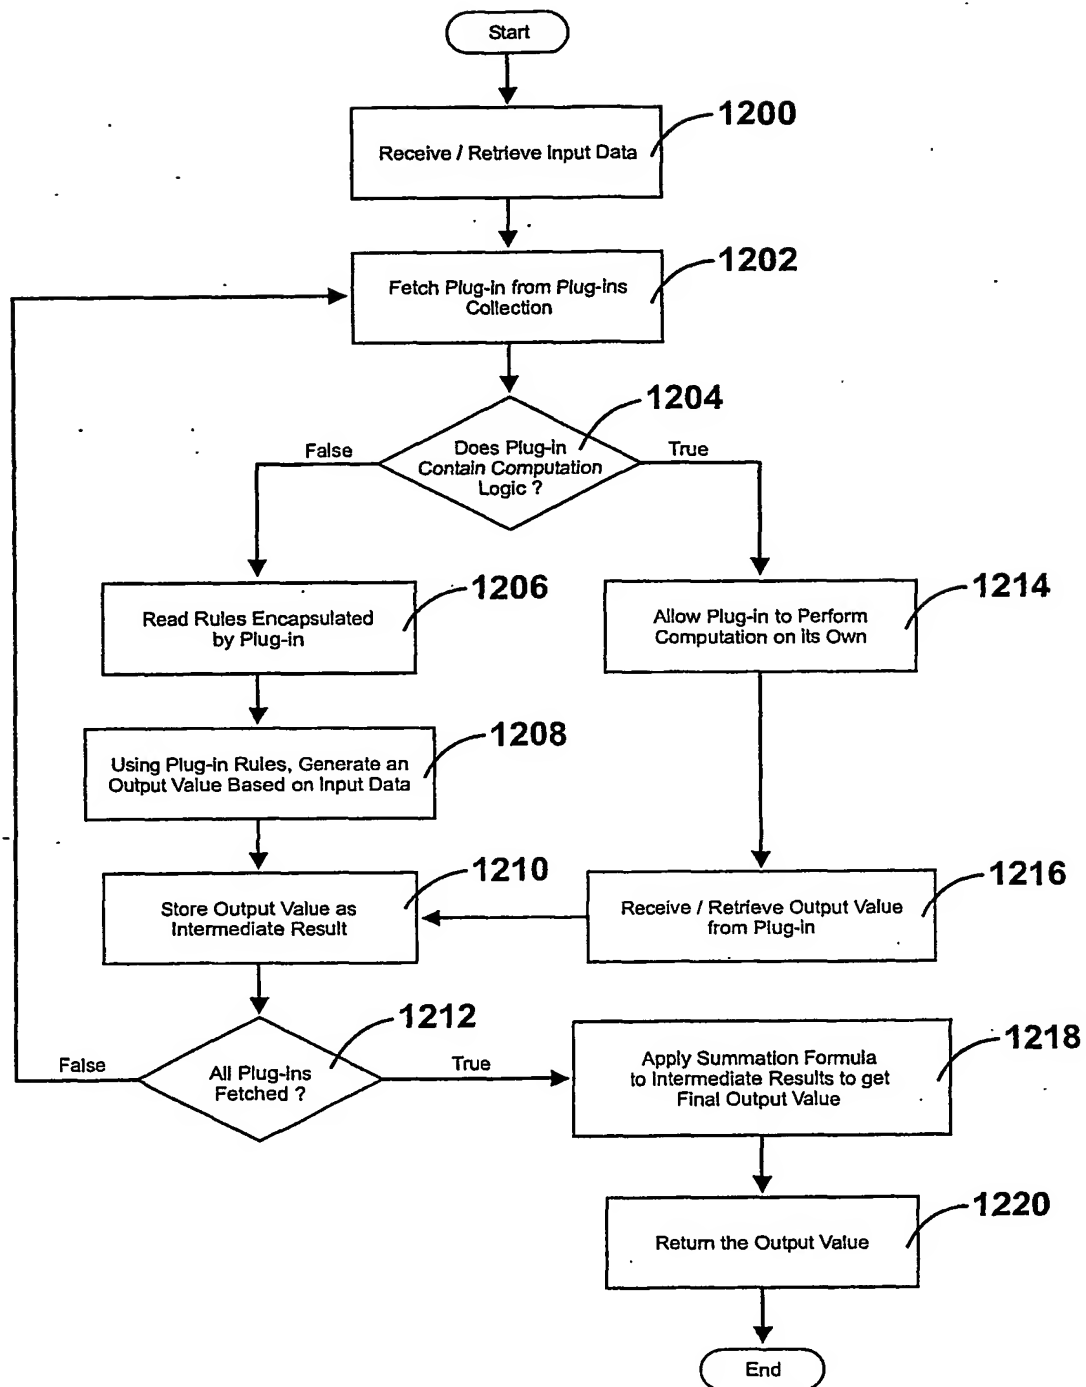 Start
1200
Receive / Retrieve Input Data
1202
Fetch Plug-in from Plug-ins
Collection
1204
False
Does Plug-in
Contain Computation
Logic ?
True
1206
Read Rules Encapsulated
by Plug-in
1214
Allow Plug-in to Perform
Computation on its Own
1208
Using Plug-in Rules, Generate an
Output Value Based on Input Data
1210
Store Output Value as
Intermediate Result
1216
Receive / Retrieve Output Value
from Plug-in
1212
False
All Plug-ins
Fetched ?
True
1218
Apply Summation Formula
to Intermediate Results to get
Final Output Value
1220
Return the Output Value
End